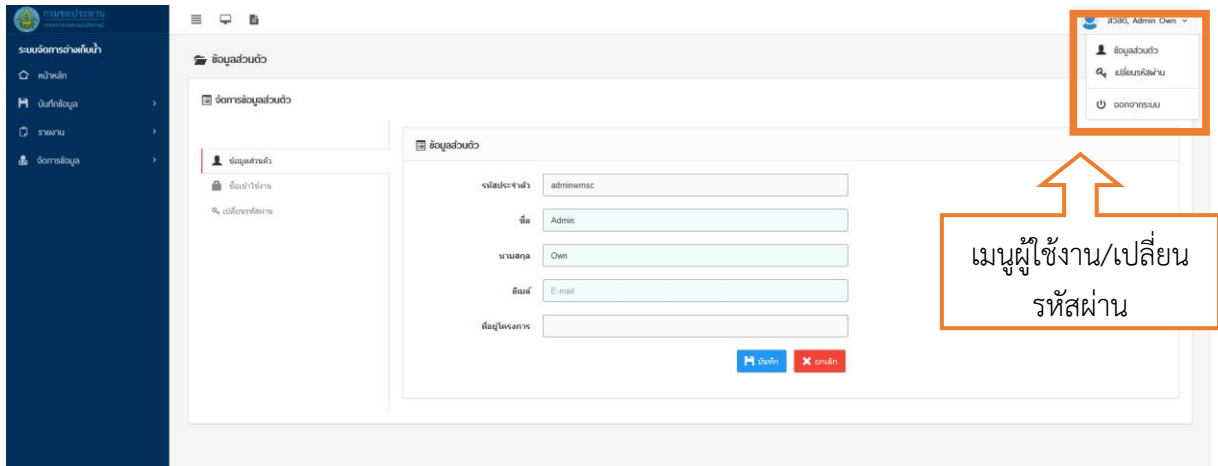 กรมชลประทาน
สวัสดี, Admin Own
ระบบจัดการอ่างเก็บน้ำ
หน้าหลัก
บันทึกข้อมูล
รายงาน
จัดการข้อมูล
ข้อมูลส่วนตัว
จัดการข้อมูลส่วนตัว
ข้อมูลส่วนตัว
เปลี่ยนรหัสผ่าน
ออกจากระบบ
ข้อมูลส่วนตัว
ชื่อเข้าใช้งาน
เปลี่ยนรหัสผ่าน
ข้อมูลส่วนตัว
รหัสประจำตัว adminwmsc
ชื่อ Admin
นามสกุล Own
อีเมล์ E-mail
ที่อยู่โครงการ
บันทึก ยกเลิก
เมนูผู้ใช้งาน/เปลี่ยน
รหัสผ่าน